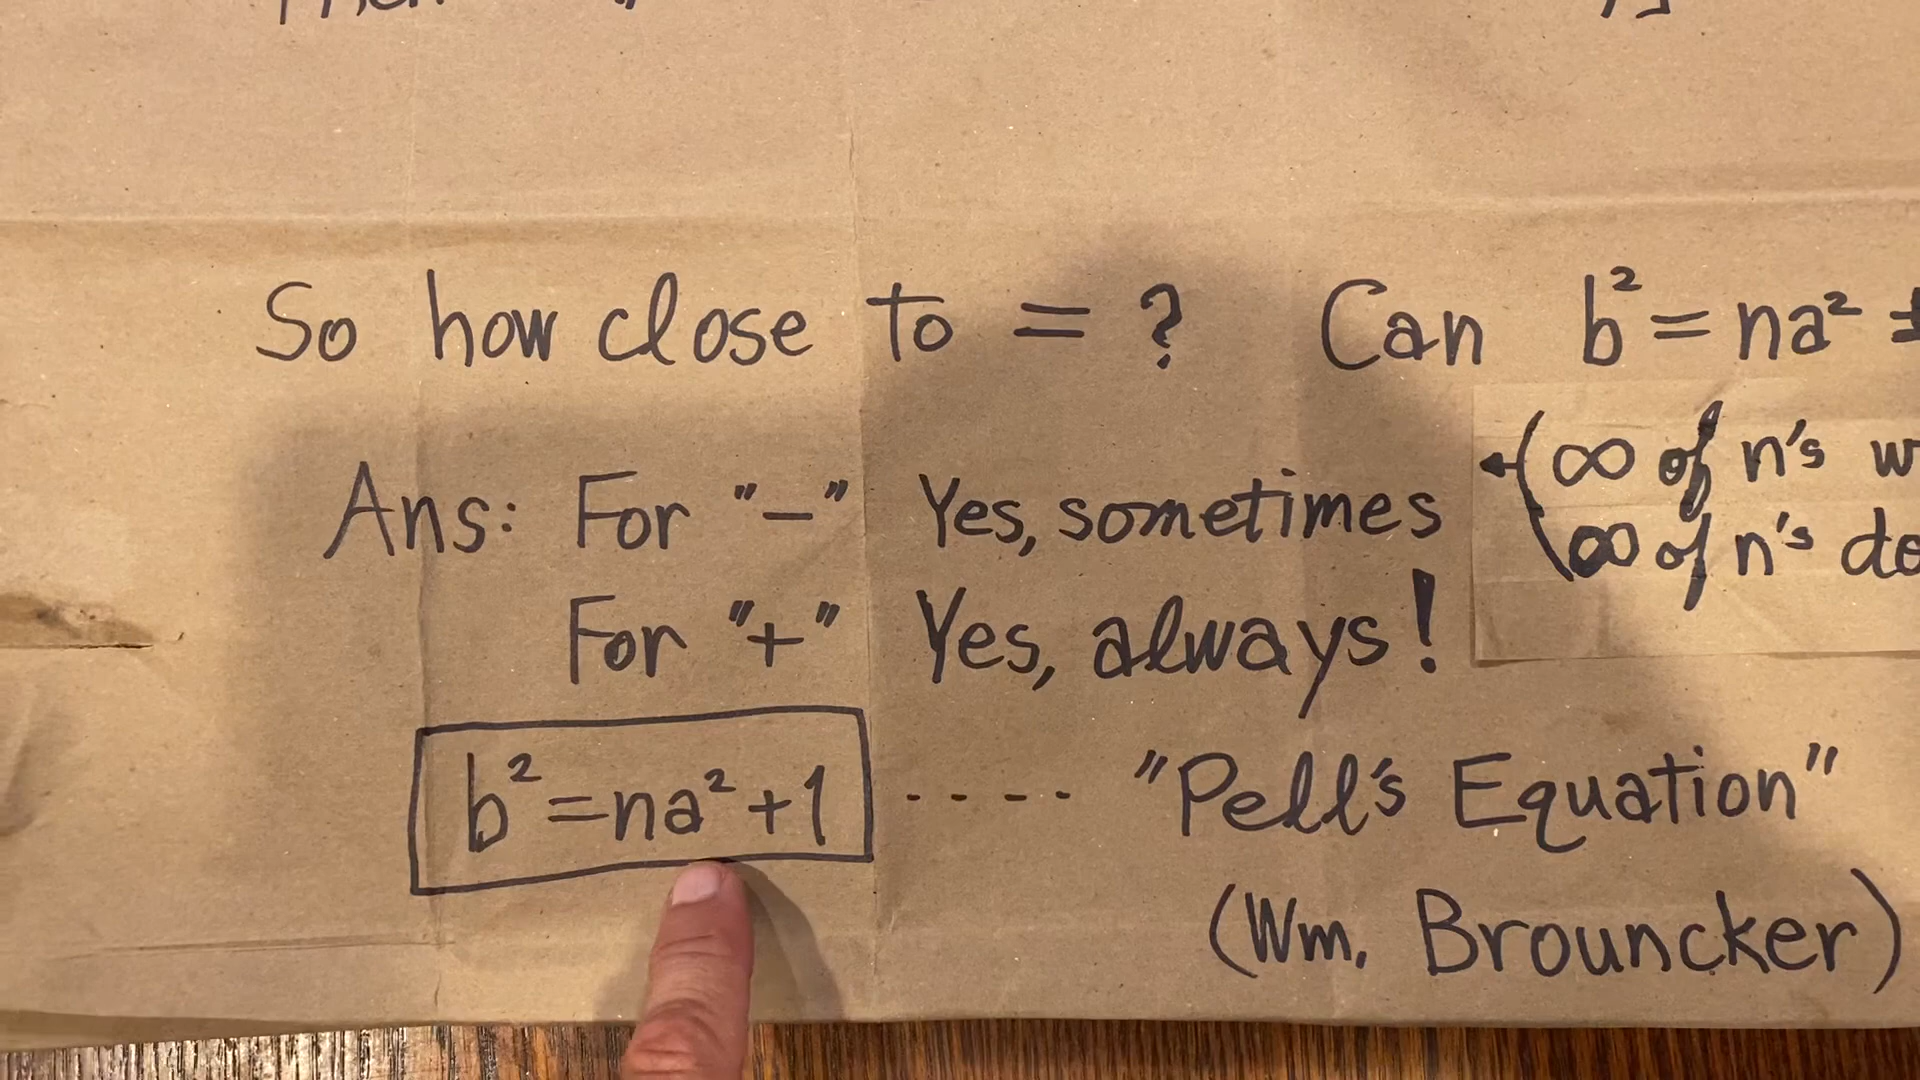 So how close to = ? Can b² = na² ±
Ans: For "−" Yes, sometimes
(∞ of n's
∞ of n's
For "+" Yes, always!
b² = na² + 1 - - - - "Pell's Equation"
(Wm. Brouncker)